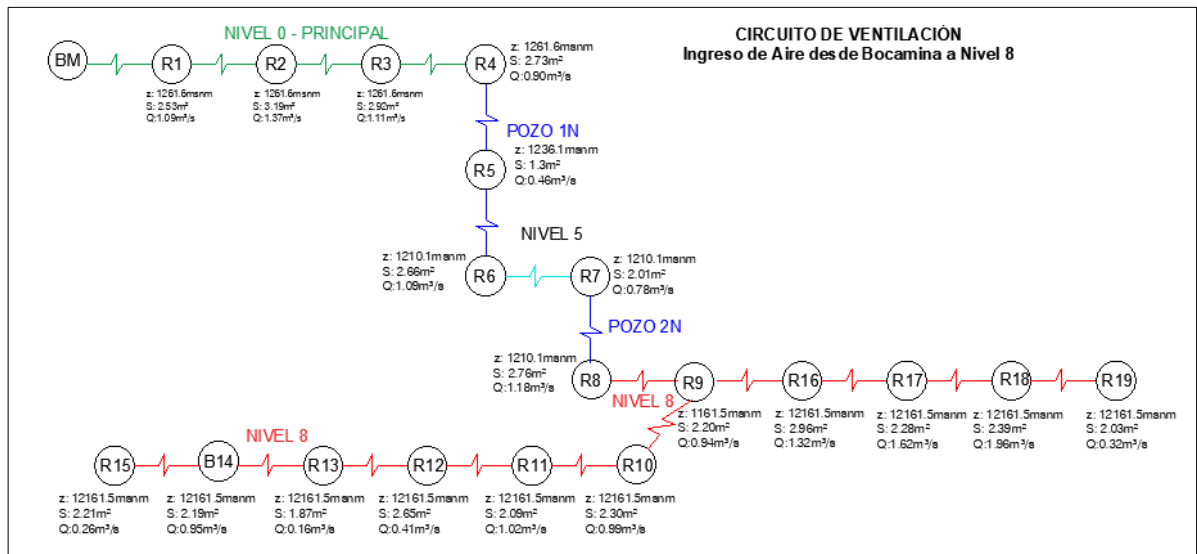 CIRCUITO DE VENTILACIÓN
Ingreso de Aire desde Bocamina a Nivel 8
NIVEL 0 - PRINCIPAL
BM
R1
z: 1261.6msnm
S: 2.53m²
Q:1.09m³/s
R2
z: 1261.6msnm
S: 3.19m²
Q:1.37m³/s
R3
z: 1261.6msnm
S: 2.92m²
Q:1.11m³/s
R4
z: 1261.6msnm
S: 2.73m²
Q:0.90m³/s
POZO 1N
R5
z: 1236.1msnm
S: 1.3m²
Q:0.46m³/s
NIVEL 5
R6
z: 1210.1msnm
S: 2.66m²
Q:1.09m³/s
R7
z: 1210.1msnm
S: 2.01m²
Q:0.78m³/s
POZO 2N
R8
z: 1210.1msnm
S: 2.76m²
Q:1.18m³/s
NIVEL 8
R9
z: 1161.5msnm
S: 2.20m²
Q:0.94m³/s
R16
z: 12161.5msnm
S: 2.96m²
Q:1.32m³/s
R17
z: 12161.5msnm
S: 2.28m²
Q:1.62m³/s
R18
z: 12161.5msnm
S: 2.39m²
Q:1.96m³/s
R19
z: 12161.5msnm
S: 2.03m²
Q:0.32m³/s
NIVEL 8
R15
z: 12161.5msnm
S: 2.21m²
Q:0.26m³/s
B14
z: 12161.5msnm
S: 2.19m²
Q:0.95m³/s
R13
z: 12161.5msnm
S: 1.87m²
Q:0.16m³/s
R12
z: 12161.5msnm
S: 2.65m²
Q:0.41m³/s
R11
z: 12161.5msnm
S: 2.09m²
Q:1.02m³/s
R10
z: 12161.5msnm
S: 2.30m²
Q:0.99m³/s